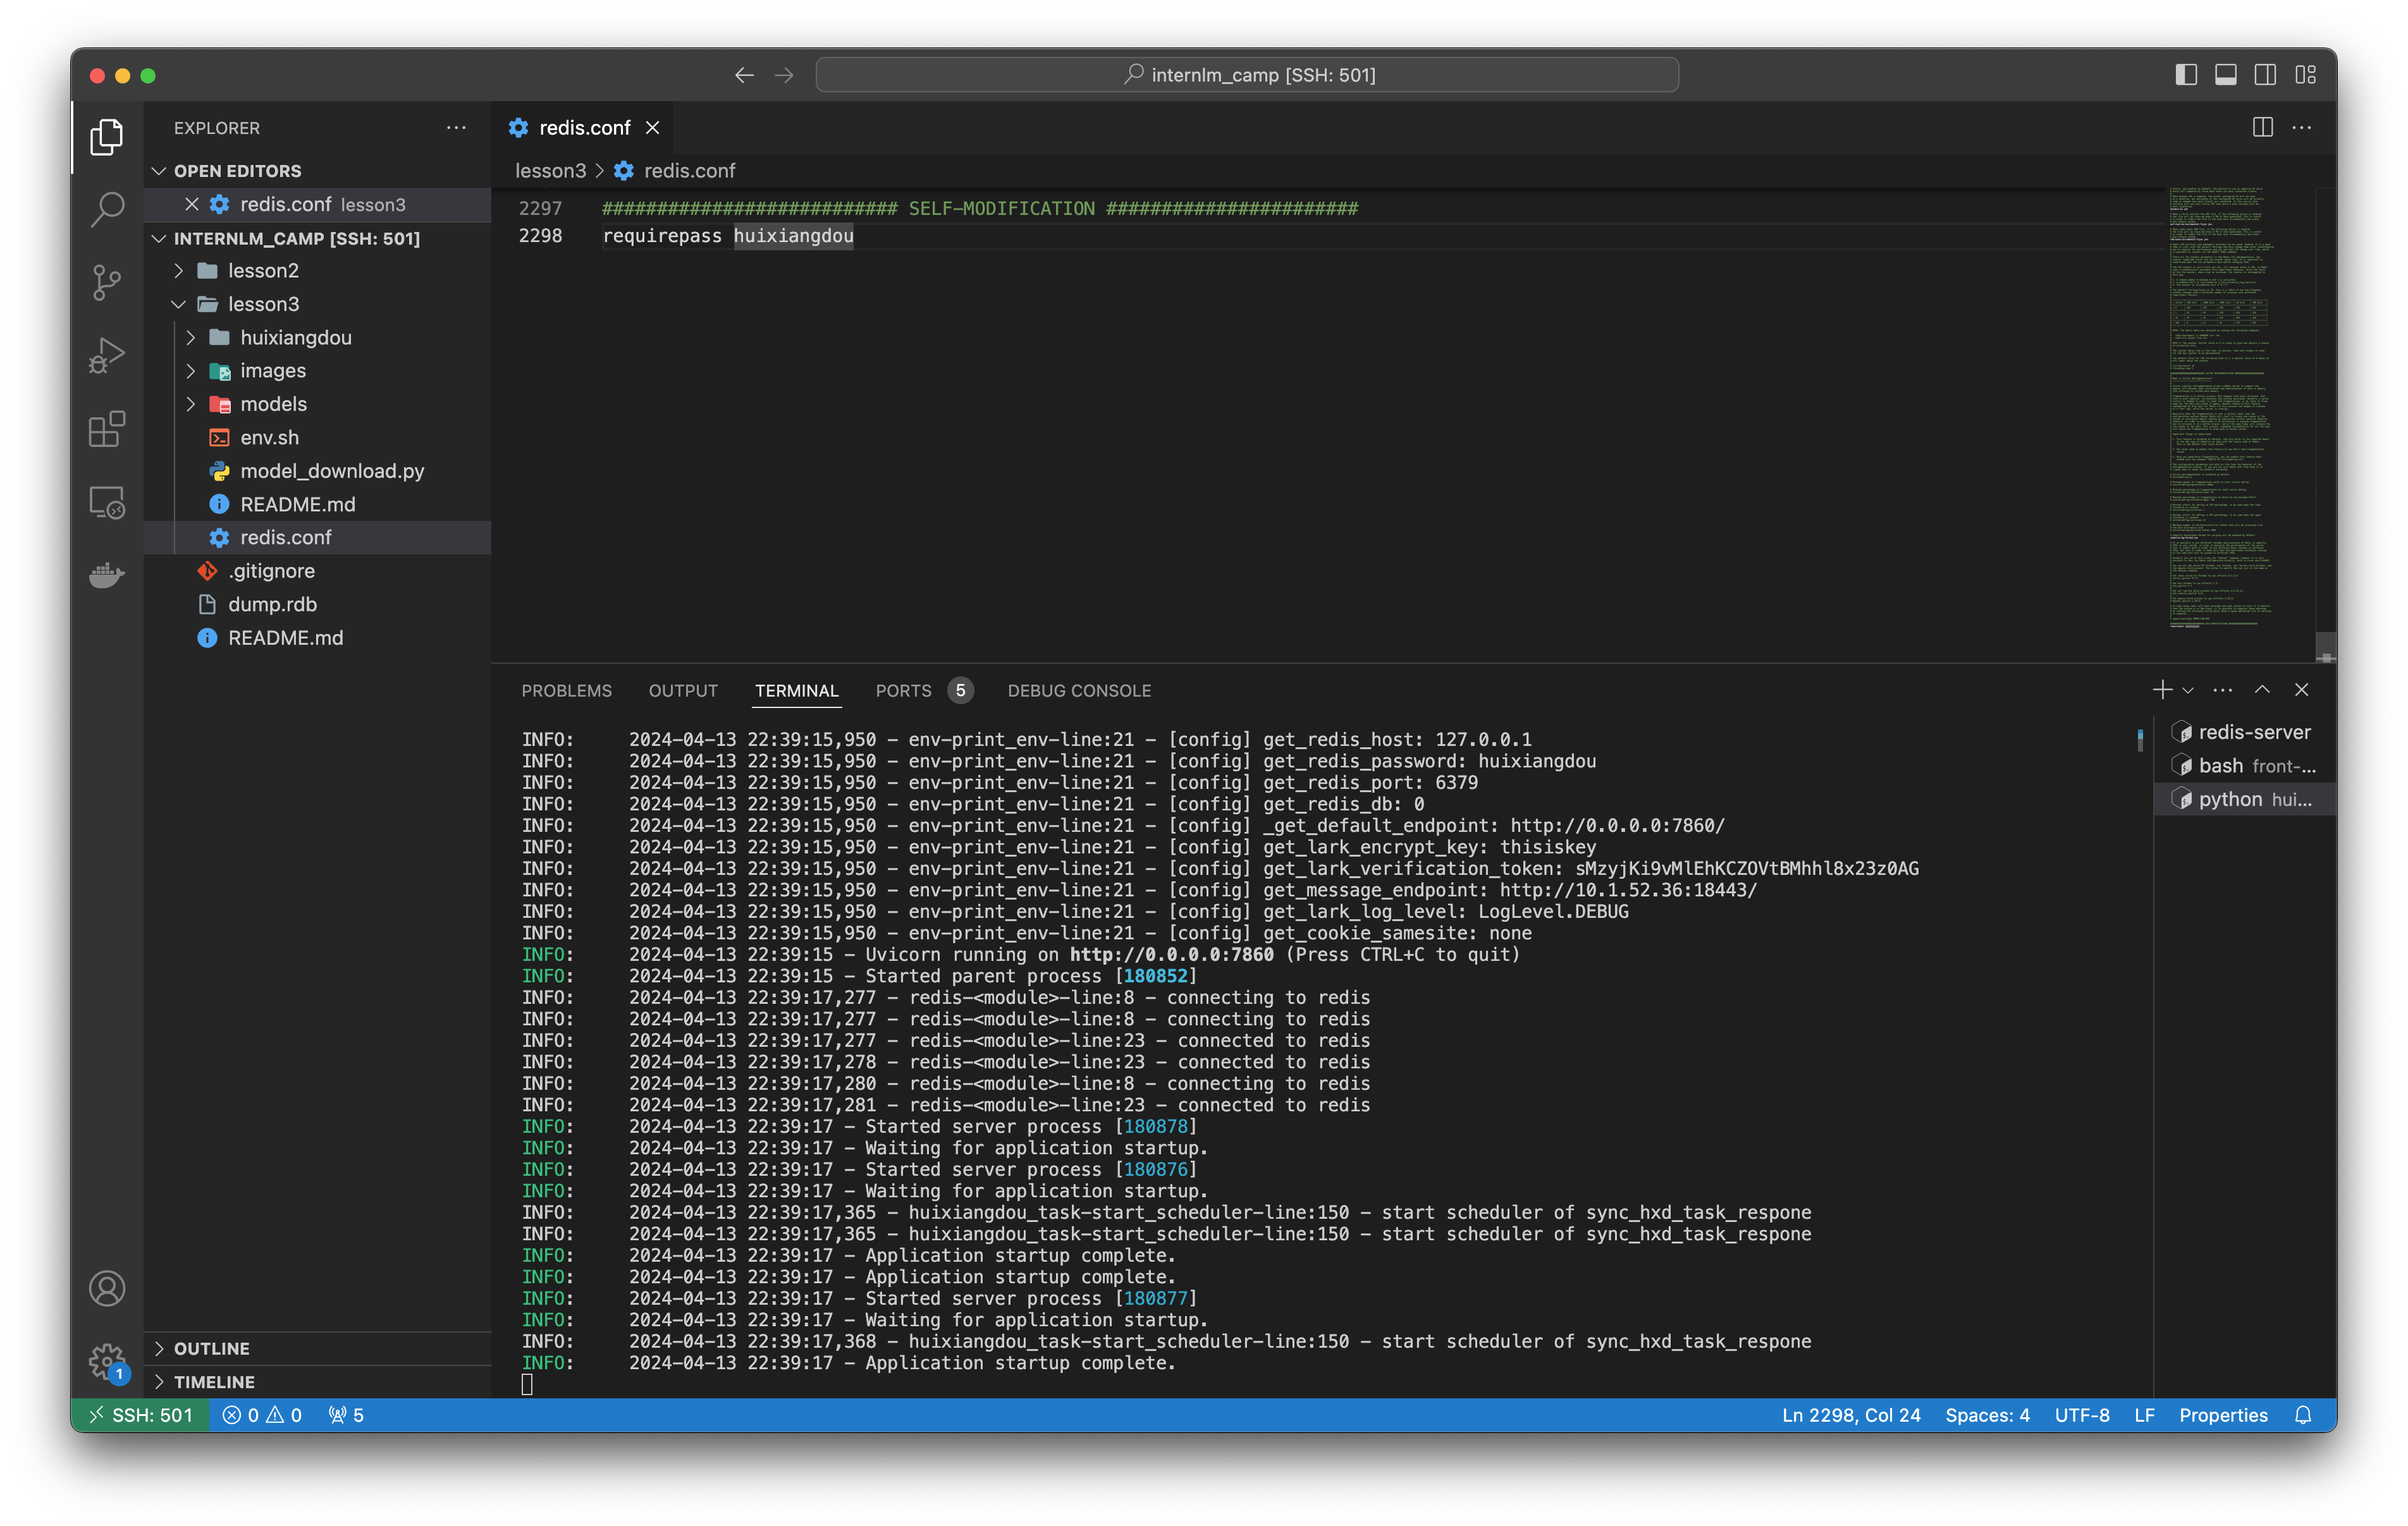 internlm_camp [SSH: 501]
EXPLORER
OPEN EDITORS
redis.conf lesson3
INTERNLM_CAMP [SSH: 501]
lesson2
lesson3
huixiangdou
images
models
env.sh
model_download.py
README.md
redis.conf
.gitignore
dump.rdb
README.md
OUTLINE
TIMELINE
redis.conf
lesson3 > redis.conf
2297 ########################### SELF-MODIFICATION #######################
2298 requirepass huixiangdou
PROBLEMS OUTPUT TERMINAL PORTS 5 DEBUG CONSOLE
INFO: 2024-04-13 22:39:15,950 - env-print_env-line:21 - [config] get_redis_host: 127.0.0.1
INFO: 2024-04-13 22:39:15,950 - env-print_env-line:21 - [config] get_redis_password: huixiangdou
INFO: 2024-04-13 22:39:15,950 - env-print_env-line:21 - [config] get_redis_port: 6379
INFO: 2024-04-13 22:39:15,950 - env-print_env-line:21 - [config] get_redis_db: 0
INFO: 2024-04-13 22:39:15,950 - env-print_env-line:21 - [config] _get_default_endpoint: http://0.0.0.0:7860/
INFO: 2024-04-13 22:39:15,950 - env-print_env-line:21 - [config] get_lark_encrypt_key: thisiskey
INFO: 2024-04-13 22:39:15,950 - env-print_env-line:21 - [config] get_lark_verification_token: sMzyjKi9vMlEhKCZOVtBMhhl8x23z0AG
INFO: 2024-04-13 22:39:15,950 - env-print_env-line:21 - [config] get_message_endpoint: http://10.1.52.36:18443/
INFO: 2024-04-13 22:39:15,950 - env-print_env-line:21 - [config] get_lark_log_level: LogLevel.DEBUG
INFO: 2024-04-13 22:39:15,950 - env-print_env-line:21 - [config] get_cookie_samesite: none
INFO: 2024-04-13 22:39:15 - Uvicorn running on http://0.0.0.0:7860 (Press CTRL+C to quit)
INFO: 2024-04-13 22:39:15 - Started parent process [180852]
INFO: 2024-04-13 22:39:17,277 - redis-<module>-line:8 - connecting to redis
INFO: 2024-04-13 22:39:17,277 - redis-<module>-line:8 - connecting to redis
INFO: 2024-04-13 22:39:17,277 - redis-<module>-line:23 - connected to redis
INFO: 2024-04-13 22:39:17,278 - redis-<module>-line:23 - connected to redis
INFO: 2024-04-13 22:39:17,280 - redis-<module>-line:8 - connecting to redis
INFO: 2024-04-13 22:39:17,281 - redis-<module>-line:23 - connected to redis
INFO: 2024-04-13 22:39:17 - Started server process [180878]
INFO: 2024-04-13 22:39:17 - Waiting for application startup.
INFO: 2024-04-13 22:39:17 - Started server process [180876]
INFO: 2024-04-13 22:39:17 - Waiting for application startup.
INFO: 2024-04-13 22:39:17,365 - huixiangdou_task-start_scheduler-line:150 - start scheduler of sync_hxd_task_respone
INFO: 2024-04-13 22:39:17,365 - huixiangdou_task-start_scheduler-line:150 - start scheduler of sync_hxd_task_respone
INFO: 2024-04-13 22:39:17 - Application startup complete.
INFO: 2024-04-13 22:39:17 - Application startup complete.
INFO: 2024-04-13 22:39:17 - Started server process [180877]
INFO: 2024-04-13 22:39:17 - Waiting for application startup.
INFO: 2024-04-13 22:39:17,368 - huixiangdou_task-start_scheduler-line:150 - start scheduler of sync_hxd_task_respone
INFO: 2024-04-13 22:39:17 - Application startup complete.
redis-server
bash front-...
python hui...
1
SSH: 501 0 0 5 Ln 2298, Col 24 Spaces: 4 UTF-8 LF Properties